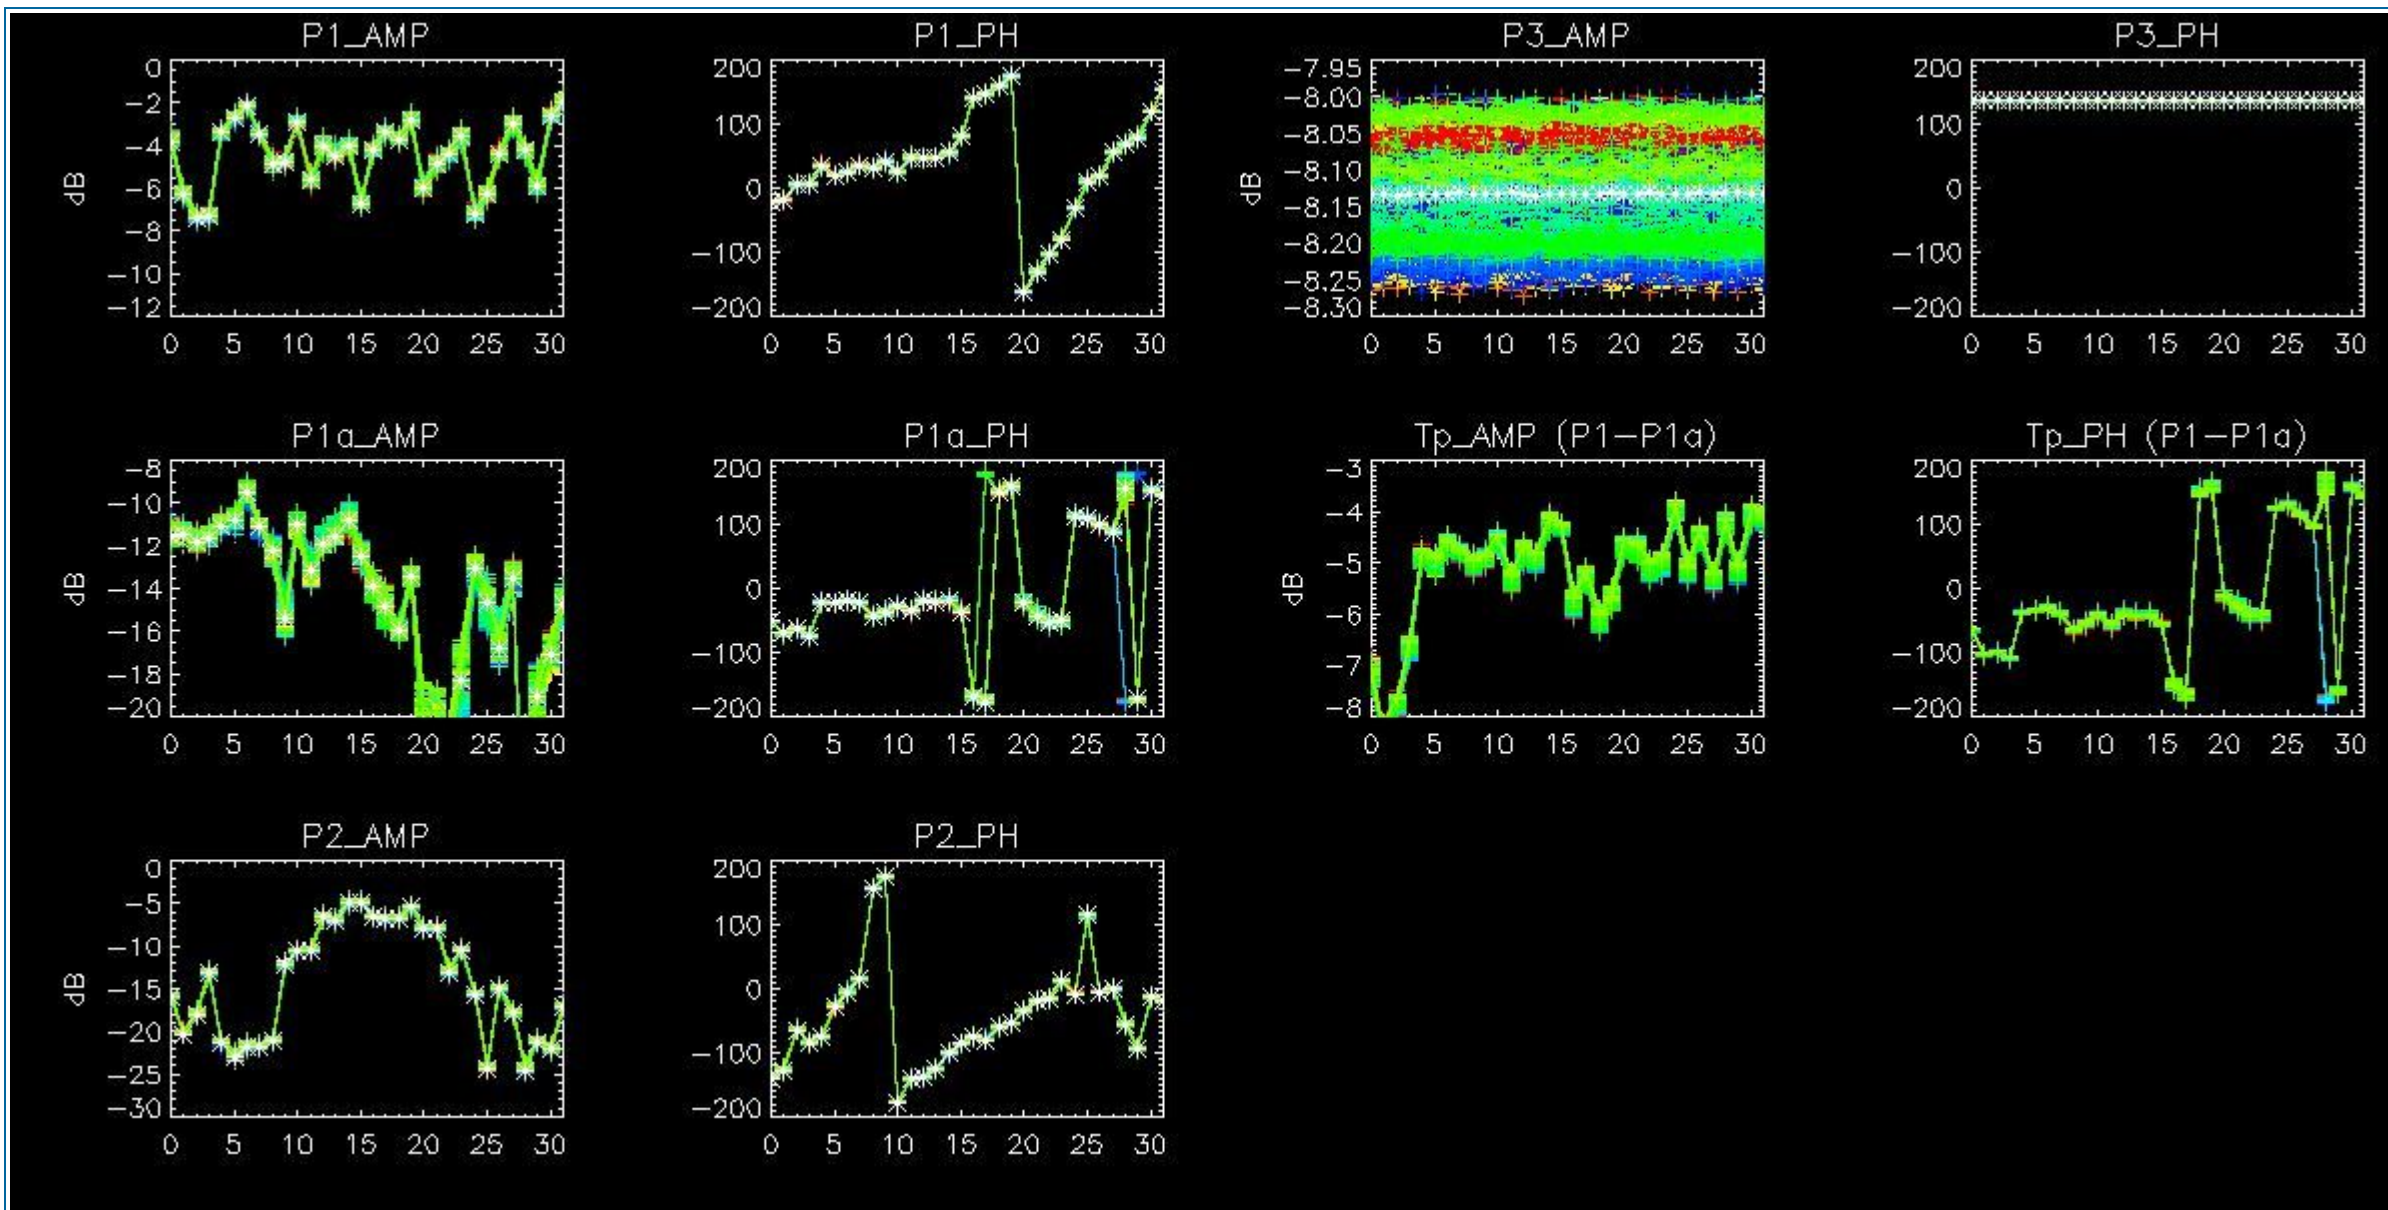 P1_AMP
0
−2
−4
−6
−8
−10
−12
dB
0 5 10 15 20 25 30
P1_PH
200
100
0
−100
−200
0 5 10 15 20 25 30
P3_AMP
−7.95
−8.00
−8.05
−8.10
−8.15
−8.20
−8.25
−8.30
dB
0 5 10 15 20 25 30
P3_PH
200
100
0
−100
−200
0 5 10 15 20 25 30
P1a_AMP
−8
−10
−12
−14
−16
−18
−20
dB
0 5 10 15 20 25 30
P1a_PH
200
100
0
−100
−200
0 5 10 15 20 25 30
Tp_AMP (P1−P1a)
−3
−4
−5
−6
−7
−8
dB
0 5 10 15 20 25 30
Tp_PH (P1−P1a)
200
100
0
−100
−200
0 5 10 15 20 25 30
P2_AMP
0
−5
−10
−15
−20
−25
−30
dB
0 5 10 15 20 25 30
P2_PH
200
100
0
−100
−200
0 5 10 15 20 25 30